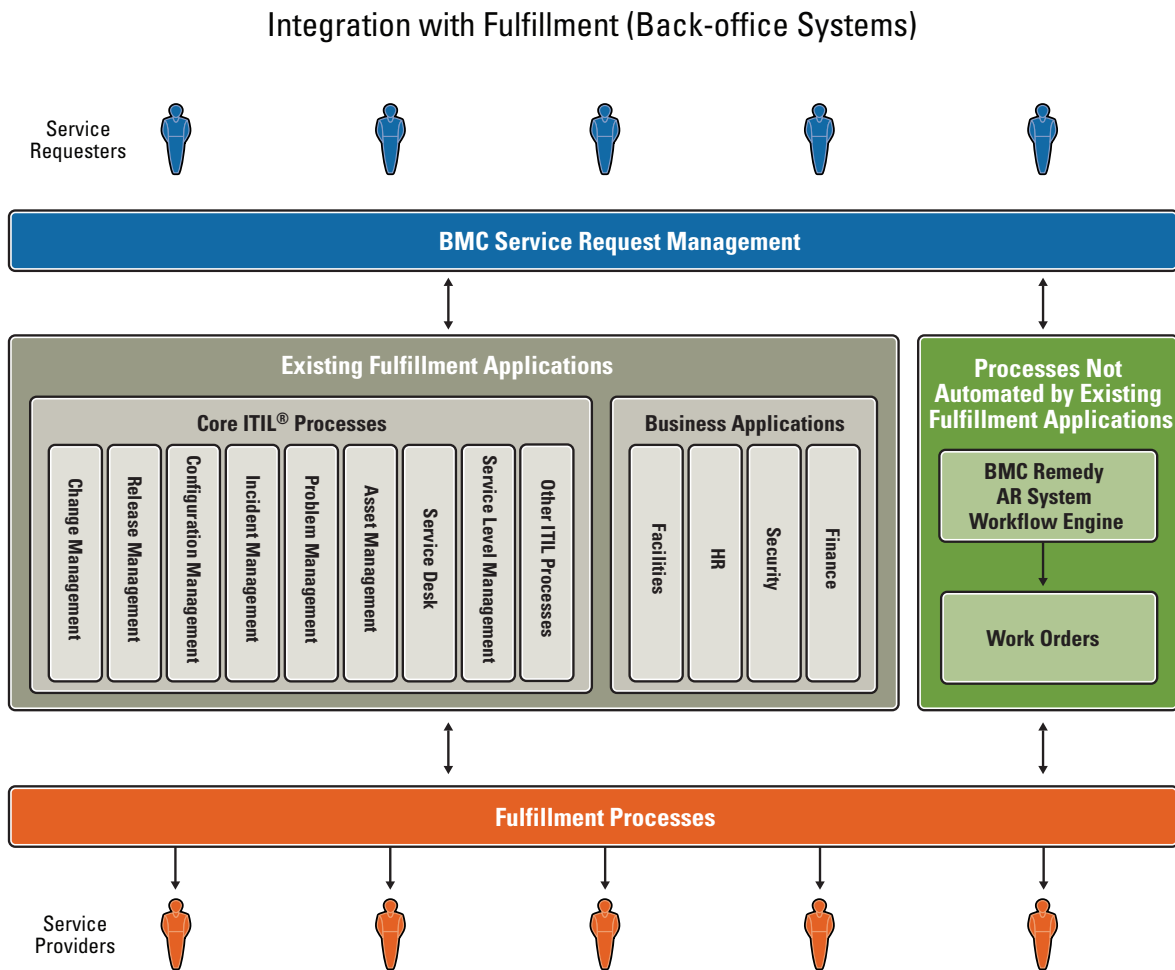 Integration with Fulfillment (Back-office Systems)
Service
Requesters
BMC Service Request Management
Existing Fulfillment Applications
Core ITIL® Processes
Change Management
Release Management
Configuration Management
Incident Management
Problem Management
Asset Management
Service Desk
Service Level Management
Other ITIL Processes
Business Applications
Facilities
HR
Security
Finance
Processes Not
Automated by Existing
Fulfillment Applications
BMC Remedy
AR System
Workflow Engine
Work Orders
Fulfillment Processes
Service
Providers